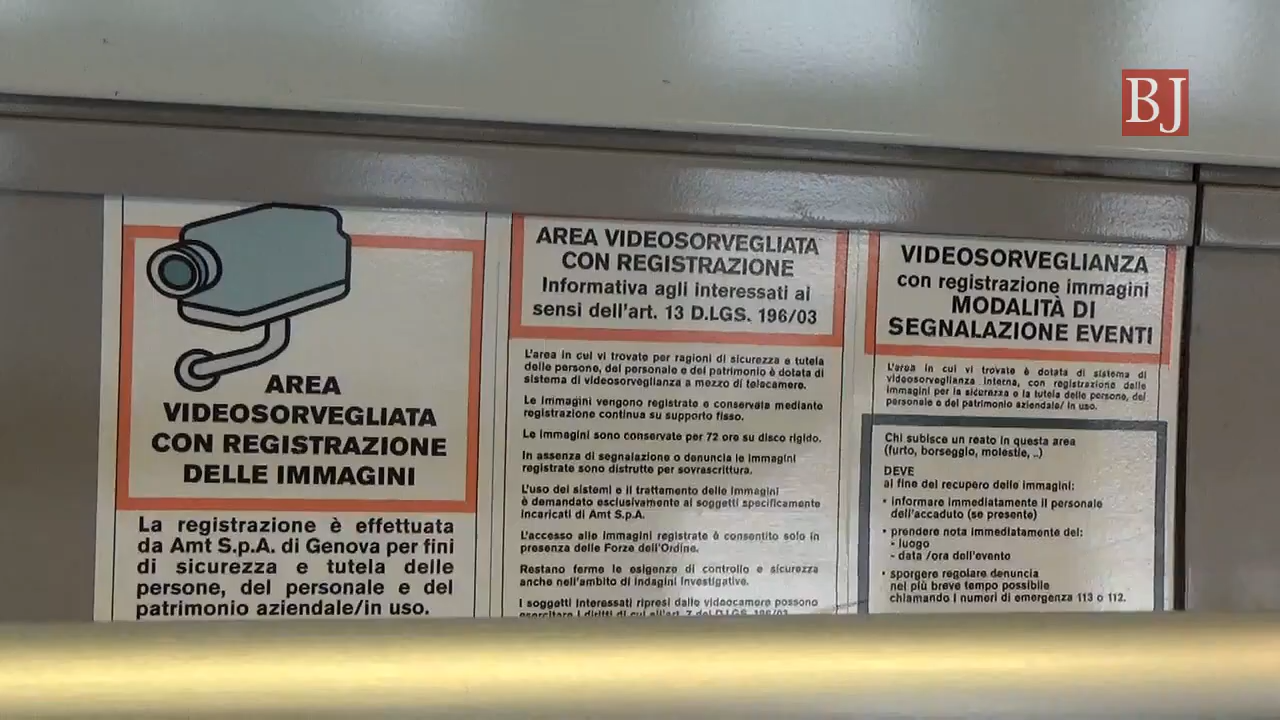 BJ
AREA
VIDEOSORVEGLIATA
CON REGISTRAZIONE
DELLE IMMAGINI
La registrazione è effettuata
da Amt S.p.A. di Genova per fini
di sicurezza e tutela delle
persone, del personale e del
patrimonio aziendale/in uso.
AREA VIDEOSORVEGLIATA
CON REGISTRAZIONE
Informativa agli interessati ai
sensi dell'art. 13 D.LGS. 196/03
L'area in cui vi trovate per ragioni di sicurezza e tutela
delle persone, del personale e del patrimonio è dotata di
sistema di videosorveglianza a mezzo di telecamere.
Le immagini vengono registrate e conservate mediante
registrazione continua su supporto fisso.
Le immagini sono conservate per 72 ore su disco rigido.
In assenza di segnalazione o denuncia le immagini
registrate sono distrutte per sovrascrittura.
L'uso dei sistemi e il trattamento delle immagini
è demandato esclusivamente ai soggetti specificamente
incaricati di Amt S.p.A.
L'accesso alle immagini registrate è consentito solo in
presenza delle Forze dell'Ordine.
Restano ferme le esigenze di controllo e sicurezza
anche nell'ambito di indagini investigative.
I soggetti interessati ripresi dalle videocamere possono
esercitare i diritti di cui all'art. 7 del D.LGS. 196/03
VIDEOSORVEGLIANZA
con registrazione immagini
MODALITÀ DI
SEGNALAZIONE EVENTI
L'area in cui vi trovate è dotata di sistema di
videosorveglianza interna, con registrazione delle
immagini per la sicurezza e la tutela delle persone, del
personale e del patrimonio aziendale/ in uso.
Chi subisce un reato in questa area
(furto, borseggio, molestie, ..)
DEVE
al fine del recupero delle immagini:
• informare immediatamente il personale
dell'accaduto (se presente)
• prendere nota immediatamente del:
- luogo
- data /ora dell'evento
• sporgere regolare denuncia
nel più breve tempo possibile
chiamando i numeri di emergenza 113 o 112.